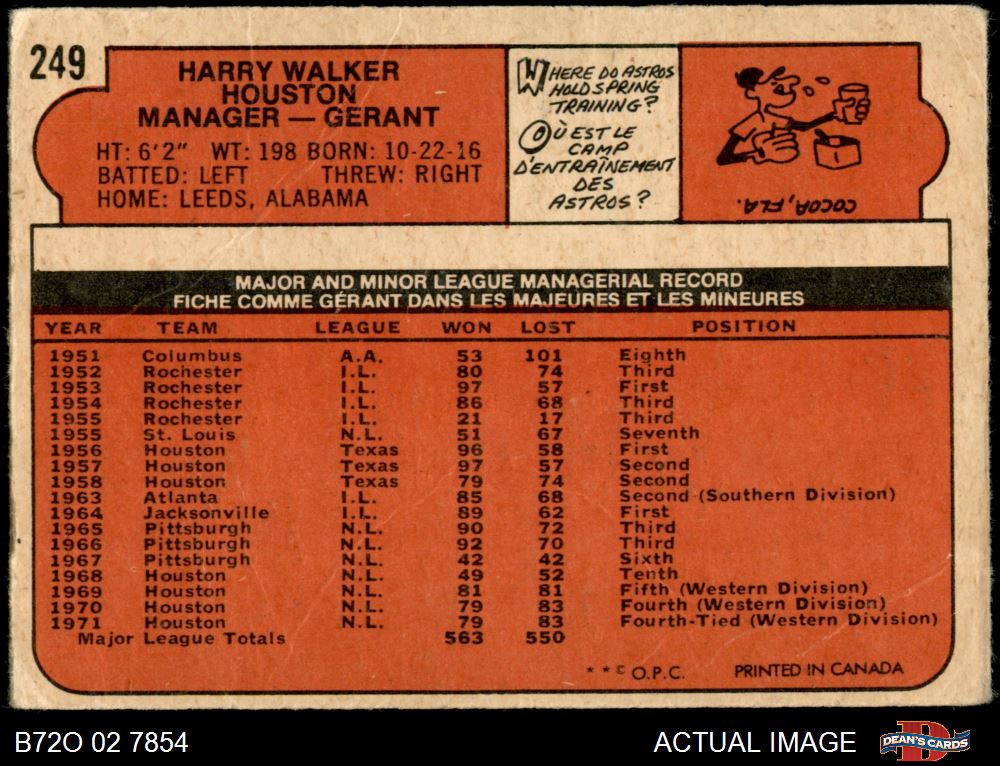 249
HARRY WALKER
HOUSTON
MANAGER — GERANT
HT: 6'2" WT: 198 BORN: 10-22-16
BATTED: LEFT THREW: RIGHT
HOME: LEEDS, ALABAMA
WHERE DO ASTROS
HOLD SPRING
TRAINING?
OÙ EST LE
CAMP
D'ENTRAÎNEMENT
DES
ASTROS?
COCOA, FLA.
MAJOR AND MINOR LEAGUE MANAGERIAL RECORD
FICHE COMME GÉRANT DANS LES MAJEURES ET LES MINEURES
YEAR TEAM LEAGUE WON LOST POSITION
1951 Columbus A.A. 53 101 Eighth
1952 Rochester I.L. 80 74 Third
1953 Rochester I.L. 97 57 First
1954 Rochester I.L. 86 68 Third
1955 Rochester I.L. 21 17 Third
1955 St. Louis N.L. 51 67 Seventh
1956 Houston Texas 96 58 First
1957 Houston Texas 97 57 Second
1958 Houston Texas 79 74 Second
1963 Atlanta I.L. 85 68 Second (Southern Division)
1964 Jacksonville I.L. 89 62 First
1965 Pittsburgh N.L. 90 72 Third
1966 Pittsburgh N.L. 92 70 Third
1967 Pittsburgh N.L. 42 42 Sixth
1968 Houston N.L. 49 52 Tenth
1969 Houston N.L. 81 81 Fifth (Western Division)
1970 Houston N.L. 79 83 Fourth (Western Division)
1971 Houston N.L. 79 83 Fourth-Tied (Western Division)
Major League Totals 563 550
* * © O.P.C. PRINTED IN CANADA
B72O 02 7854 ACTUAL IMAGE DEAN'S CARDS